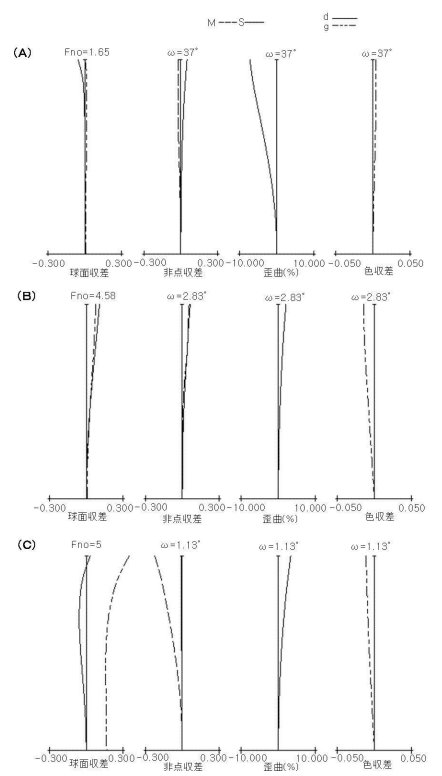 M S d
g
(A)
Fno=1.65 ω=37° ω=37° ω=37°
-0.300 0.300 -0.300 0.300 -10.000 10.000 -0.050 0.050
球面収差 非点収差 歪曲(%) 色収差
(B)
Fno=4.58 ω=2.83° ω=2.83° ω=2.83°
-0.300 0.300 -0.300 0.300 -10.000 10.000 -0.050 0.050
球面収差 非点収差 歪曲(%) 色収差
(C)
Fno=5 ω=1.13° ω=1.13° ω=1.13°
-0.300 0.300 -0.300 0.300 -10.000 10.000 -0.050 0.050
球面収差 非点収差 歪曲(%) 色収差